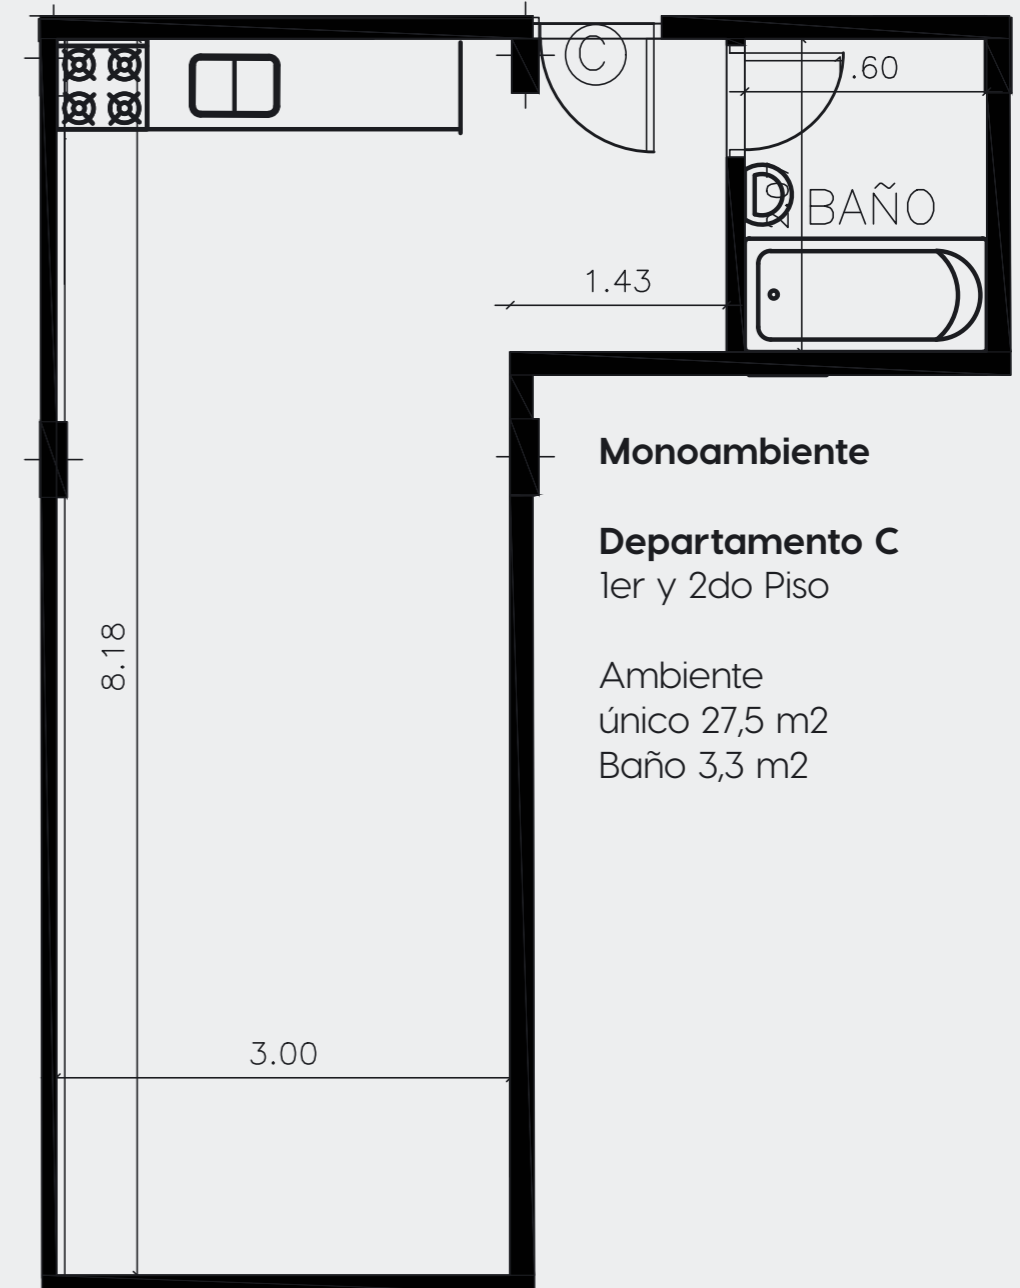 C
.60
BAÑO
1.43
Monoambiente
Departamento C
1er y 2do Piso
8.18
Ambiente
único 27,5 m2
Baño 3,3 m2
3.00